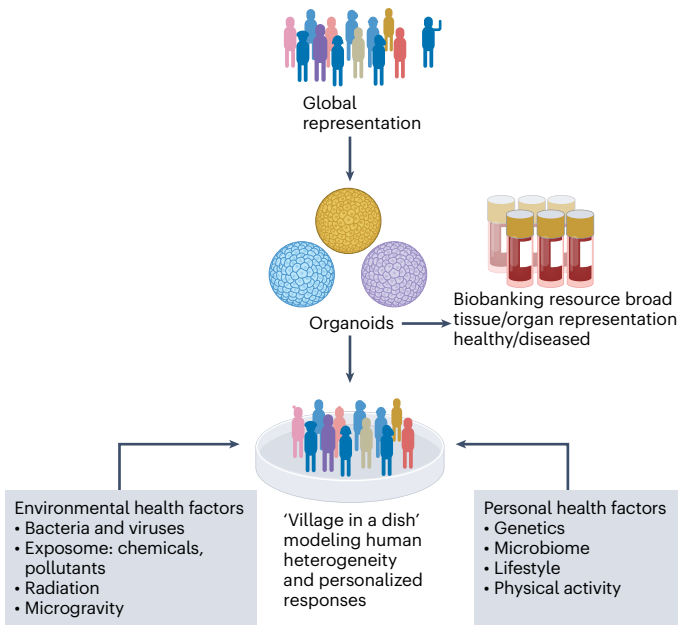 Global
representation
Organoids
Biobanking resource broad
tissue/organ representation
healthy/diseased
Environmental health factors
• Bacteria and viruses
• Exposome: chemicals,
pollutants
• Radiation
• Microgravity
‘Village in a dish’
modeling human
heterogeneity
and personalized
responses
Personal health factors
• Genetics
• Microbiome
• Lifestyle
• Physical activity